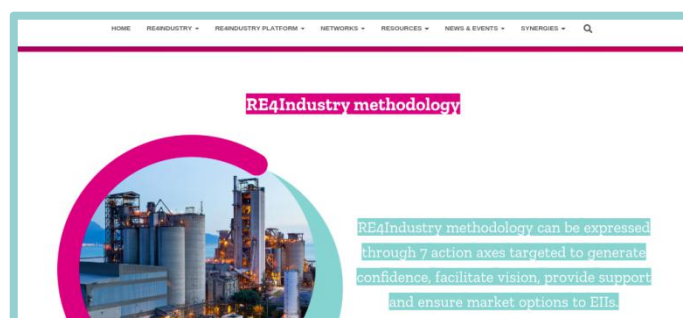 HOME RE4INDUSTRY RE4INDUSTRY PLATFORM NETWORKS RESOURCES NEWS & EVENTS SYNERGIES
RE4Industry methodology
RE4Industry methodology can be expressed
through 7 action axes targeted to generate
confidence, facilitate vision, provide support
and ensure market options to EIIs.